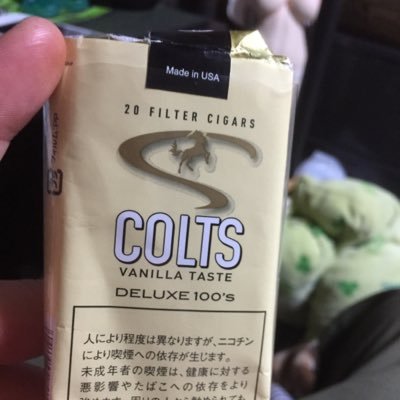 Made in USA
20 FILTER CIGARS
COLTS
VANILLA TASTE
DELUXE 100's
人により程度は異なりますが、ニコチン
により喫煙への依存が生じます。
未成年者の喫煙は、健康に対する
悪影響やたばこへの依存をより